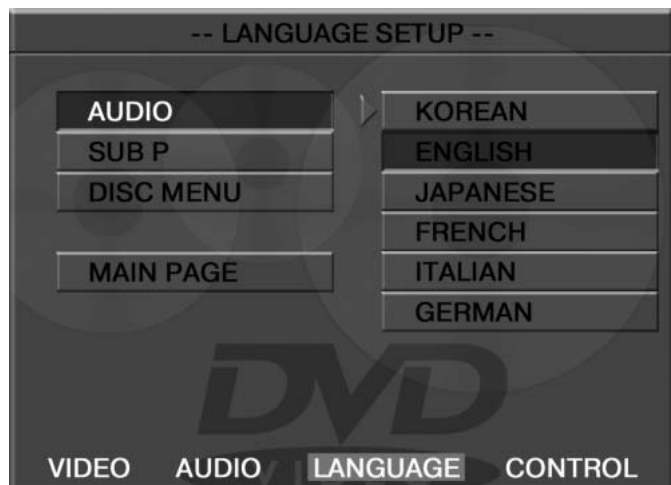 -- LANGUAGE SETUP --
AUDIO
SUB P
DISC MENU
MAIN PAGE
KOREAN
ENGLISH
JAPANESE
FRENCH
ITALIAN
GERMAN
DVD
VIDEO AUDIO LANGUAGE CONTROL